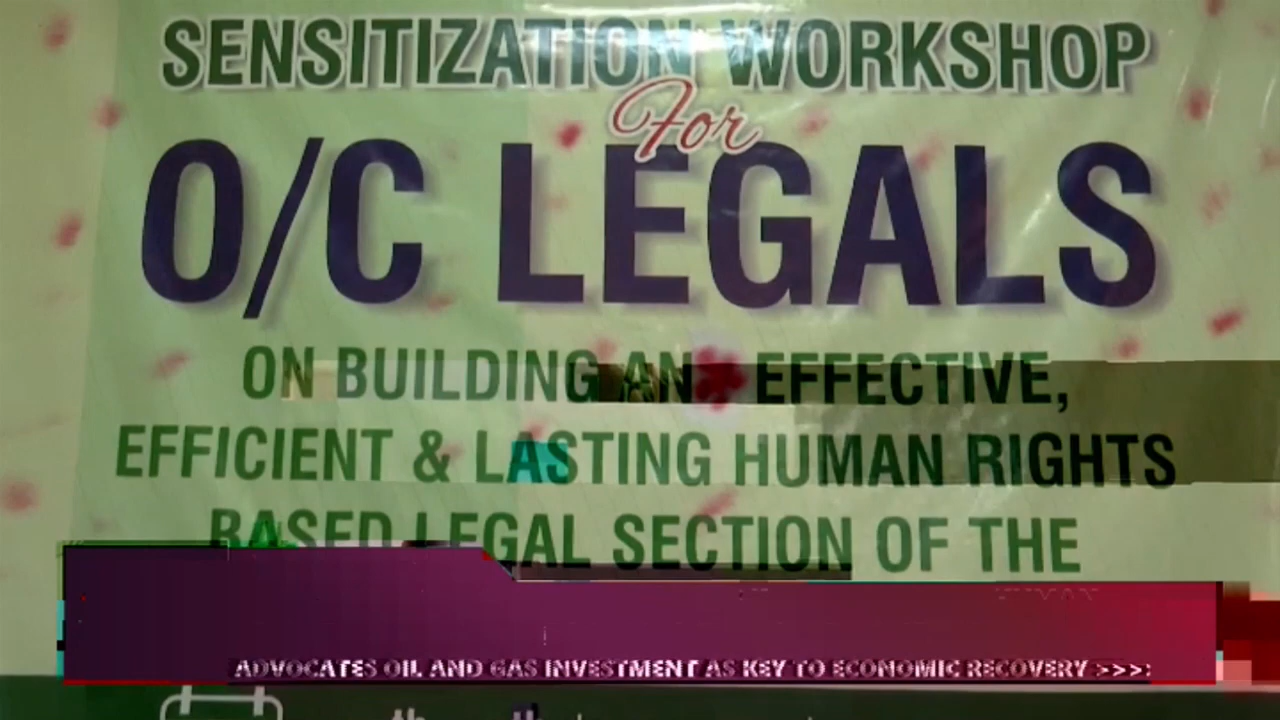 SENSITIZATION WORKSHOP
For
O/C LEGALS
ON BUILDING AN EFFECTIVE,
EFFICIENT & LASTING HUMAN RIGHTS
BASED LEGAL SECTION OF THE
HUMAN
ADVOCATES OIL AND GAS INVESTMENT AS KEY TO ECONOMIC RECOVERY >>>